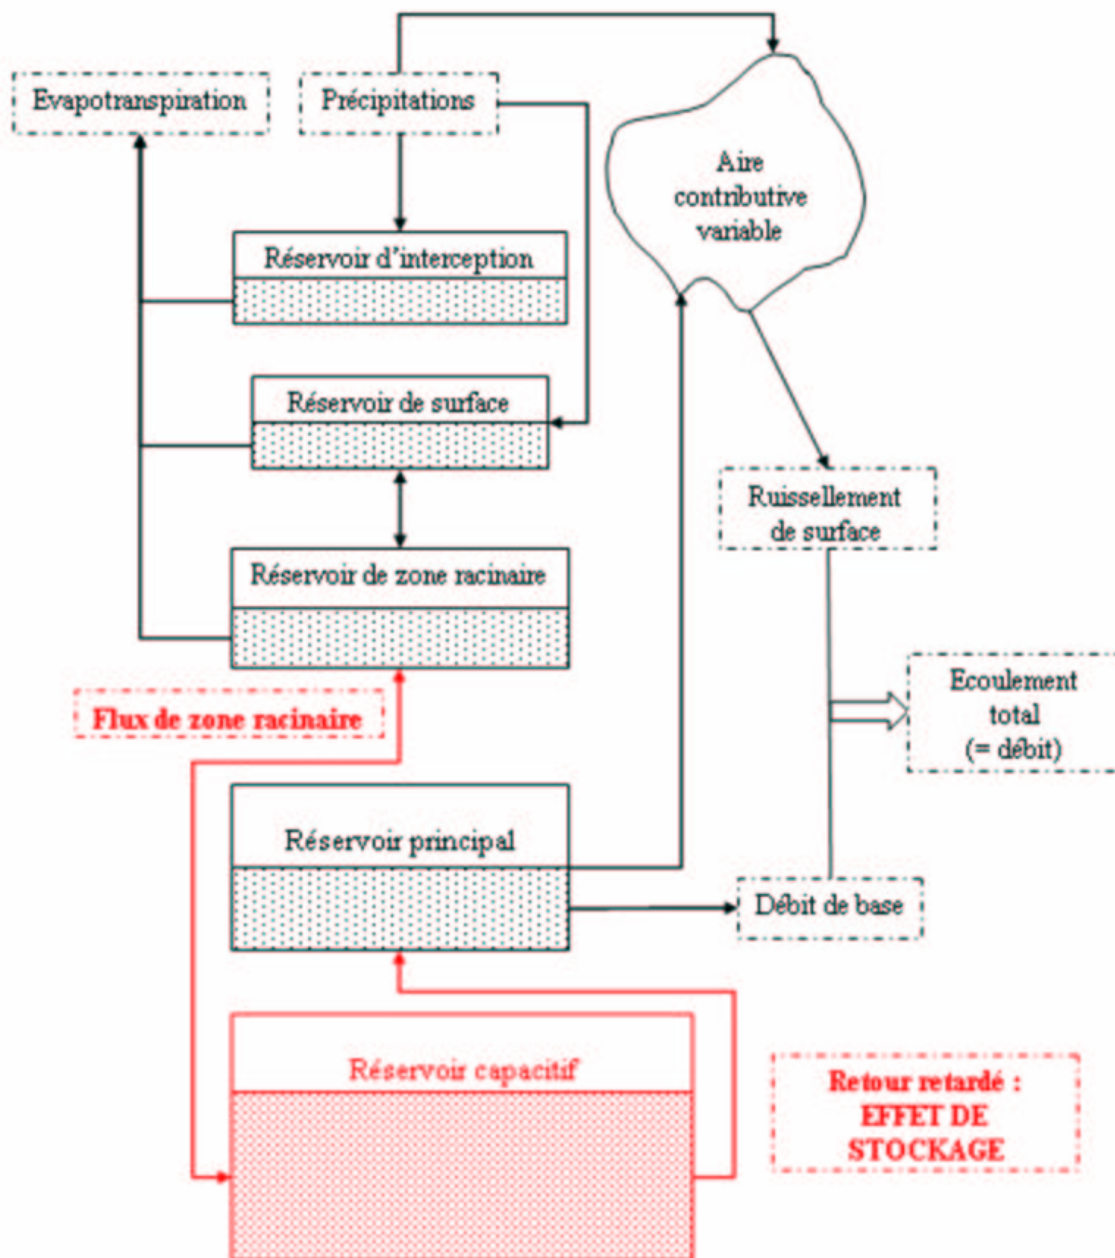 Evapotranspiration
Précipitations
Aire
contributive
variable
Réservoir d'interception
Réservoir de surface
Ruissellement
de surface
Réservoir de zone racinaire
Flux de zone racinaire
Ecoulement
total
(= débit)
Réservoir principal
Débit de base
Réservoir capacitif
Retour retardé :
EFFET DE
STOCKAGE